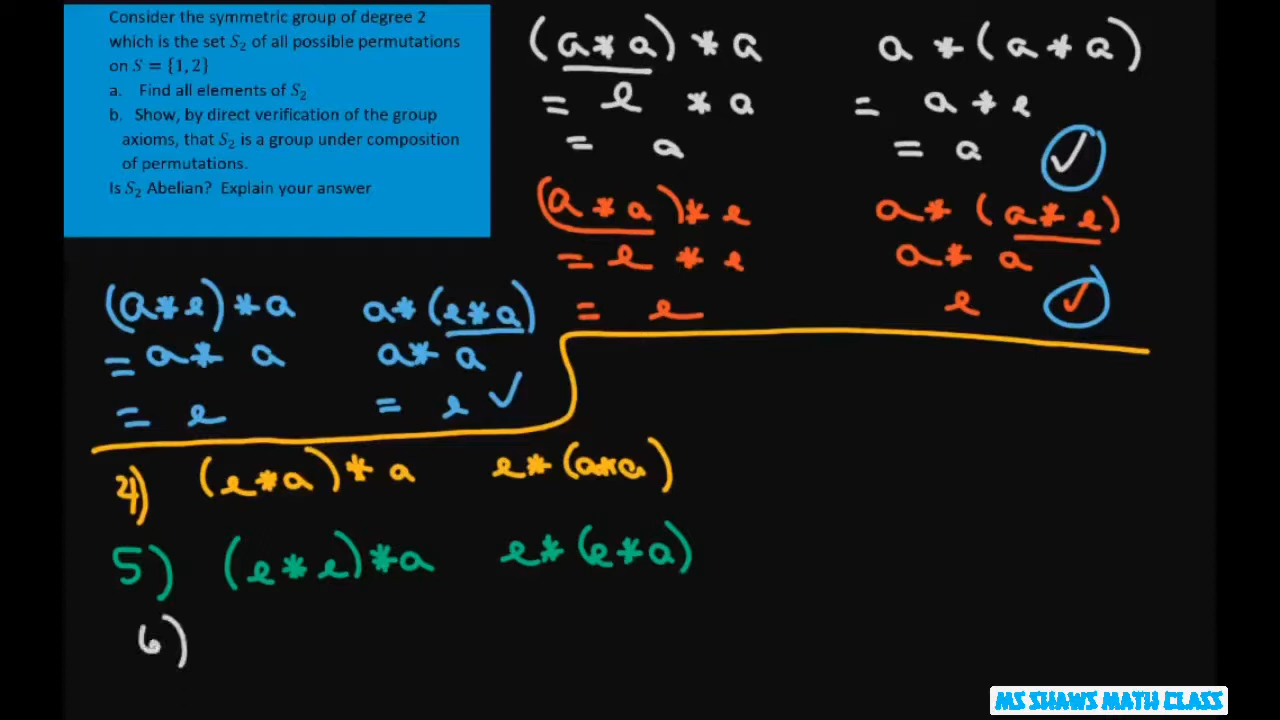 Consider the symmetric group of degree 2
which is the set S₂ of all possible permutations
on S = {1, 2}
a. Find all elements of S₂
b. Show, by direct verification of the group
axioms, that S₂ is a group under composition
of permutations.
Is S₂ Abelian? Explain your answer
(a * a) * a
= e * a
= a
a * (a * a)
= a * e
= a ✓
(a * a) * e
= e * e
= e
a * (a * e)
a * a
e ✓
(a * e) * a
= a * a
= e
a * (e * a)
a * a
= e ✓
4) (e * a) * a e * (a * a)
5) (e * e) * a e * (e * a)
6)
MS SHAWS MATH CLASS